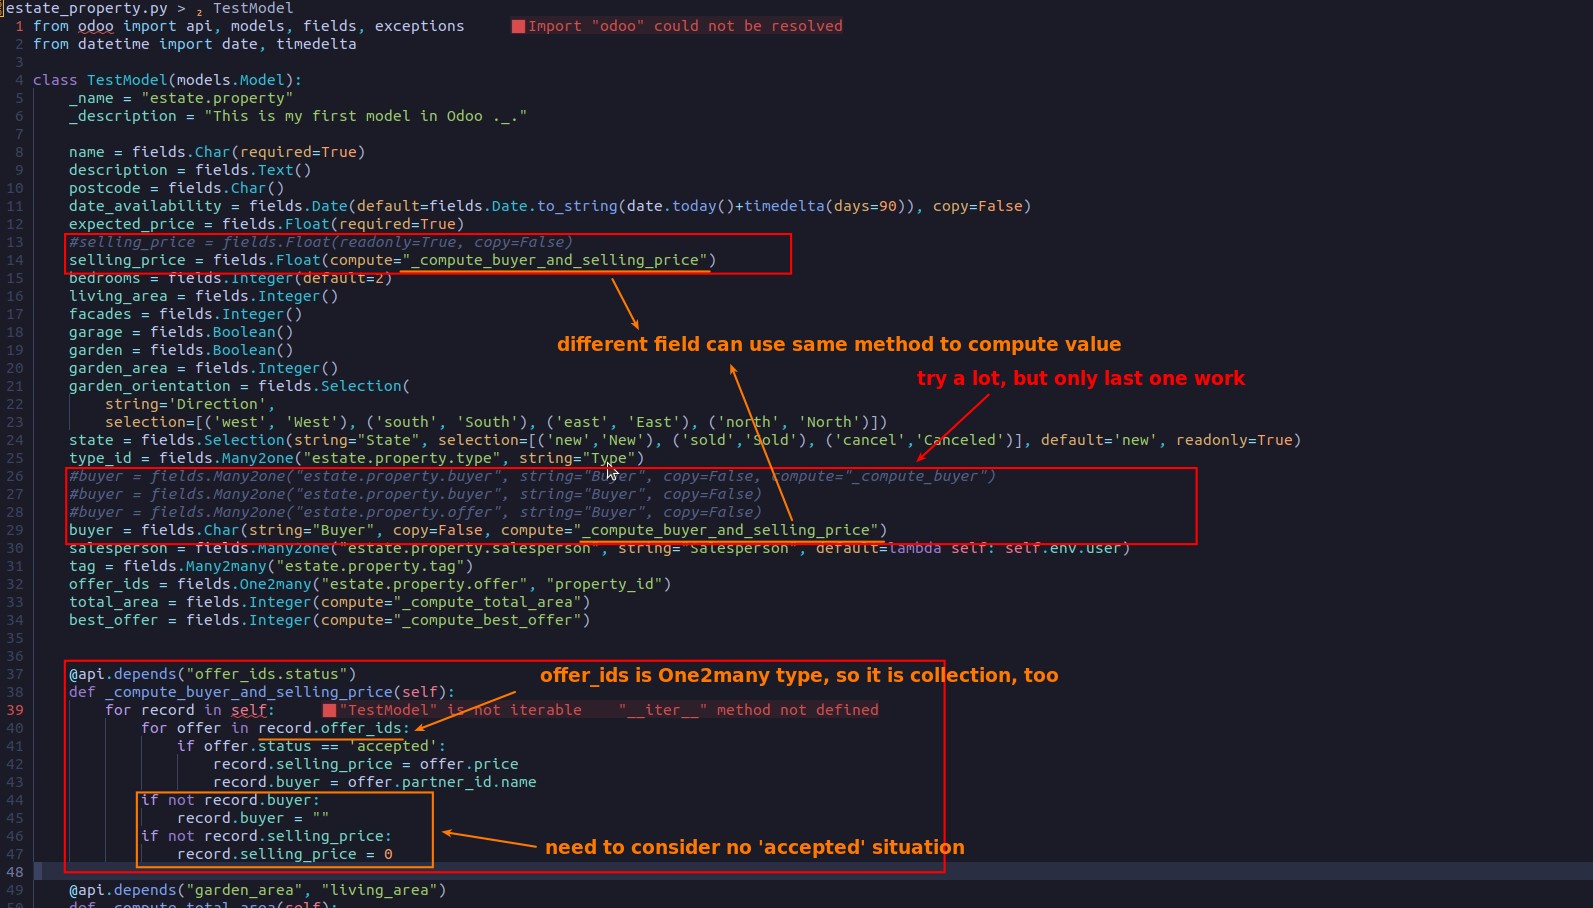 estate_property.py > TestModel
1 from odoo import api, models, fields, exceptions Import "odoo" could not be resolved
2 from datetime import date, timedelta
3
4 class TestModel(models.Model):
5 _name = "estate.property"
6 _description = "This is my first model in Odoo ._."
7
8 name = fields.Char(required=True)
9 description = fields.Text()
10 postcode = fields.Char()
11 date_availability = fields.Date(default=fields.Date.to_string(date.today()+timedelta(days=90)), copy=False)
12 expected_price = fields.Float(required=True)
13 #selling_price = fields.Float(readonly=True, copy=False)
14 selling_price = fields.Float(compute="_compute_buyer_and_selling_price")
15 bedrooms = fields.Integer(default=2)
16 living_area = fields.Integer()
17 facades = fields.Integer()
18 garage = fields.Boolean()
different field can use same method to compute value
19 garden = fields.Boolean()
20 garden_area = fields.Integer()
try a lot, but only last one work
21 garden_orientation = fields.Selection(
22 string='Direction',
23 selection=[('west', 'West'), ('south', 'South'), ('east', 'East'), ('north', 'North')])
24 state = fields.Selection(string="State", selection=[('new','New'), ('sold','Sold'), ('cancel','Canceled')], default='new', readonly=True)
25 type_id = fields.Many2one("estate.property.type", string="Type")
26 #buyer = fields.Many2one("estate.property.buyer", string="Buyer", copy=False, compute="_compute_buyer")
27 #buyer = fields.Many2one("estate.property.buyer", string="Buyer", copy=False)
28 #buyer = fields.Many2one("estate.property.offer", string="Buyer", copy=False)
29 buyer = fields.Char(string="Buyer", copy=False, compute="_compute_buyer_and_selling_price")
30 salesperson = fields.Many2one("estate.property.salesperson", string="Salesperson", default=lambda self: self.env.user)
31 tag = fields.Many2many("estate.property.tag")
32 offer_ids = fields.One2many("estate.property.offer", "property_id")
33 total_area = fields.Integer(compute="_compute_total_area")
34 best_offer = fields.Integer(compute="_compute_best_offer")
35
36
37 @api.depends("offer_ids.status")
offer_ids is One2many type, so it is collection, too
38 def _compute_buyer_and_selling_price(self):
39 for record in self: "TestModel" is not iterable "__iter__" method not defined
40 for offer in record.offer_ids:
41 if offer.status == 'accepted':
42 record.selling_price = offer.price
43 record.buyer = offer.partner_id.name
44 if not record.buyer:
45 record.buyer = ""
46 if not record.selling_price:
need to consider no 'accepted' situation
47 record.selling_price = 0
48
49 @api.depends("garden_area", "living_area")
50 def _compute_total_area(self):